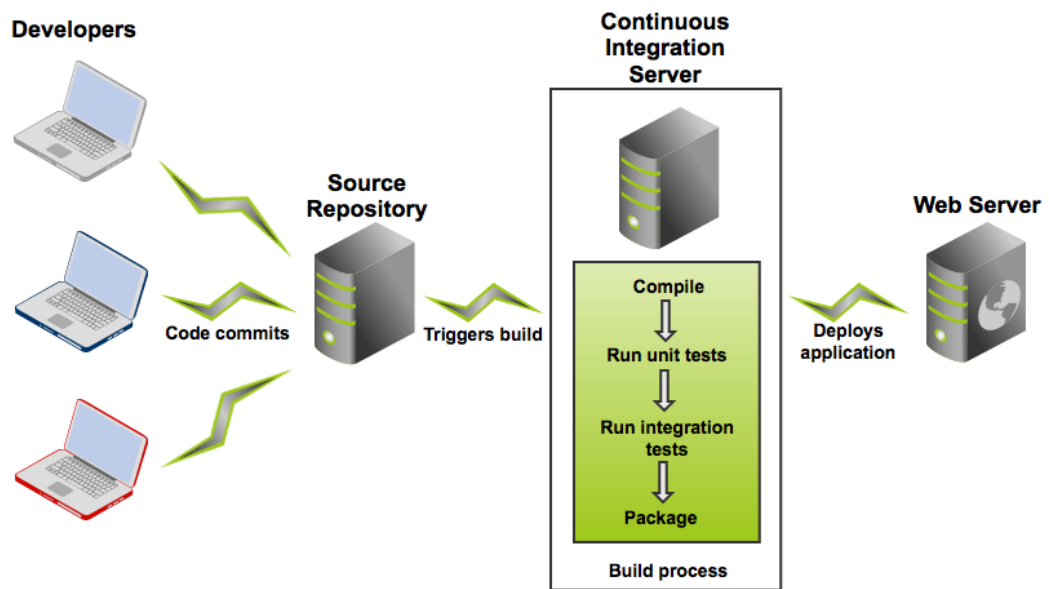 Developers
Continuous
Integration
Server
Source
Repository
Web Server
Code commits
Triggers build
Compile
Run unit tests
Run integration
tests
Package
Build process
Deploys
application